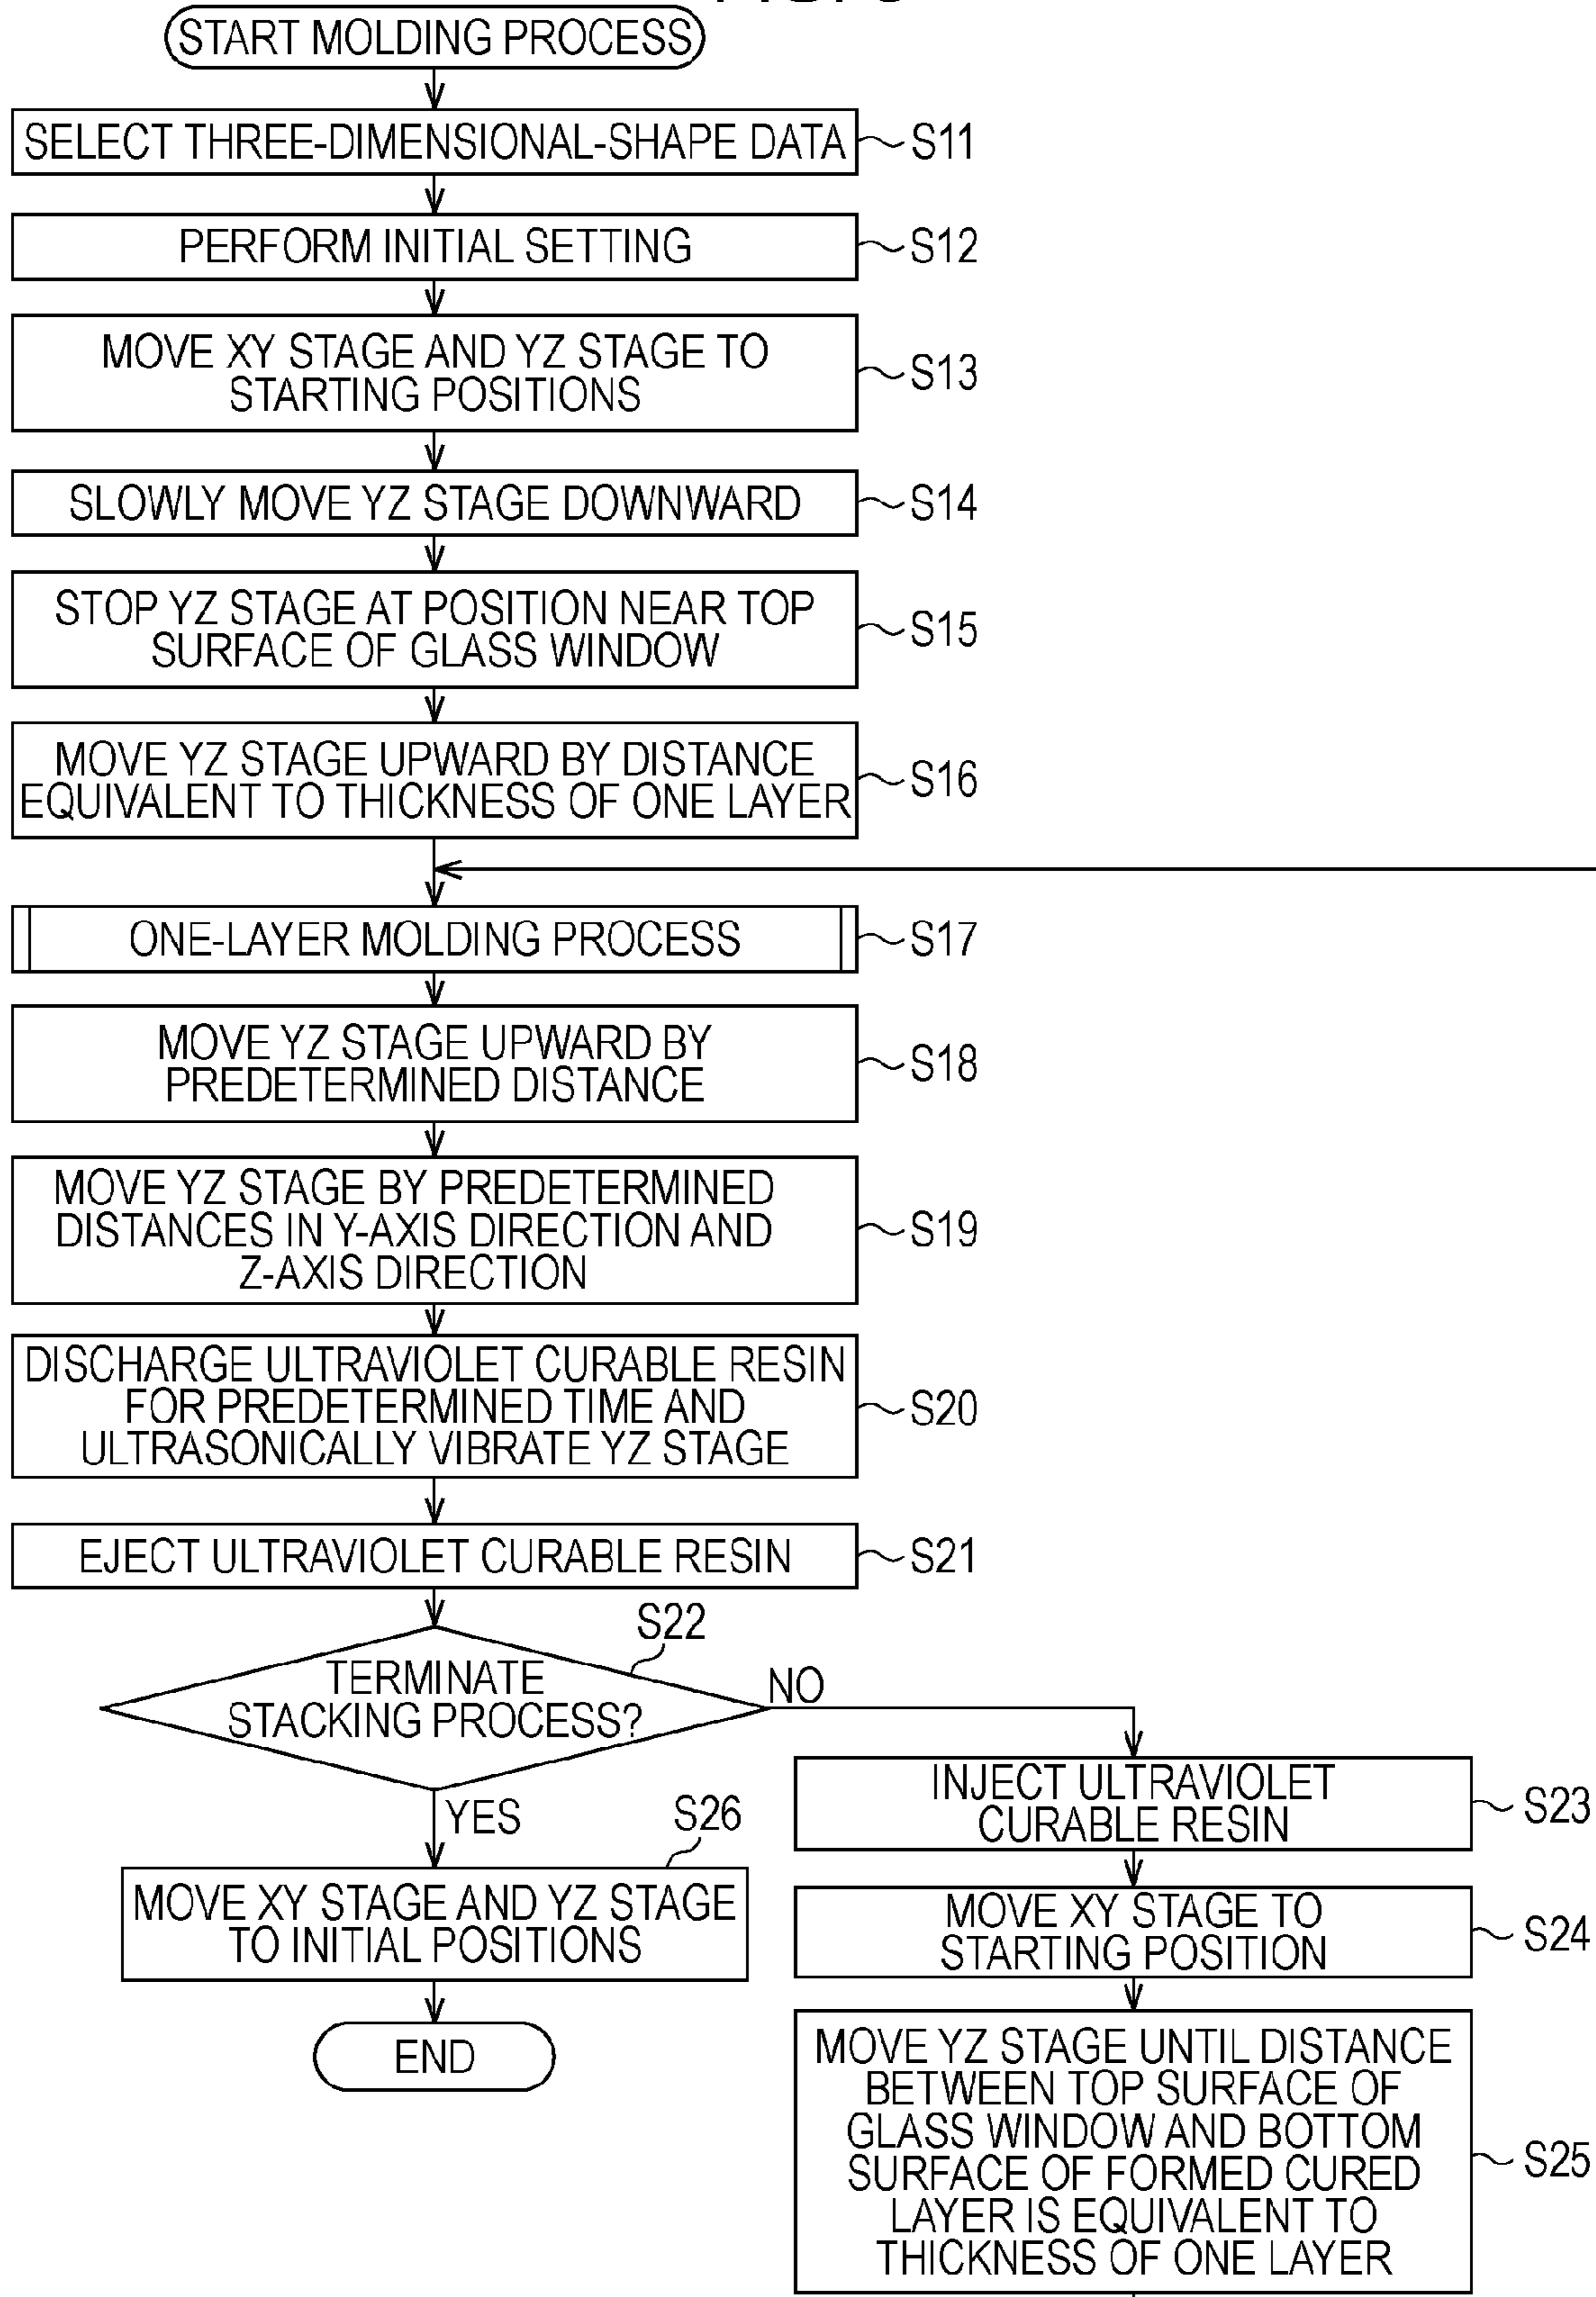 START MOLDING PROCESS
SELECT THREE-DIMENSIONAL-SHAPE DATA
S11
PERFORM INITIAL SETTING
S12
MOVE XY STAGE AND YZ STAGE TO
STARTING POSITIONS
S13
SLOWLY MOVE YZ STAGE DOWNWARD
S14
STOP YZ STAGE AT POSITION NEAR TOP
SURFACE OF GLASS WINDOW
S15
MOVE YZ STAGE UPWARD BY DISTANCE
EQUIVALENT TO THICKNESS OF ONE LAYER
S16
ONE-LAYER MOLDING PROCESS
S17
MOVE YZ STAGE UPWARD BY
PREDETERMINED DISTANCE
S18
MOVE YZ STAGE BY PREDETERMINED
DISTANCES IN Y-AXIS DIRECTION AND
Z-AXIS DIRECTION
S19
DISCHARGE ULTRAVIOLET CURABLE RESIN
FOR PREDETERMINED TIME AND
ULTRASONICALLY VIBRATE YZ STAGE
S20
EJECT ULTRAVIOLET CURABLE RESIN
S21
S22
TERMINATE
STACKING PROCESS?
NO
YES
S26
MOVE XY STAGE AND YZ STAGE
TO INITIAL POSITIONS
END
INJECT ULTRAVIOLET
CURABLE RESIN
S23
MOVE XY STAGE TO
STARTING POSITION
S24
MOVE YZ STAGE UNTIL DISTANCE
BETWEEN TOP SURFACE OF
GLASS WINDOW AND BOTTOM
SURFACE OF FORMED CURED
LAYER IS EQUIVALENT TO
THICKNESS OF ONE LAYER
S25